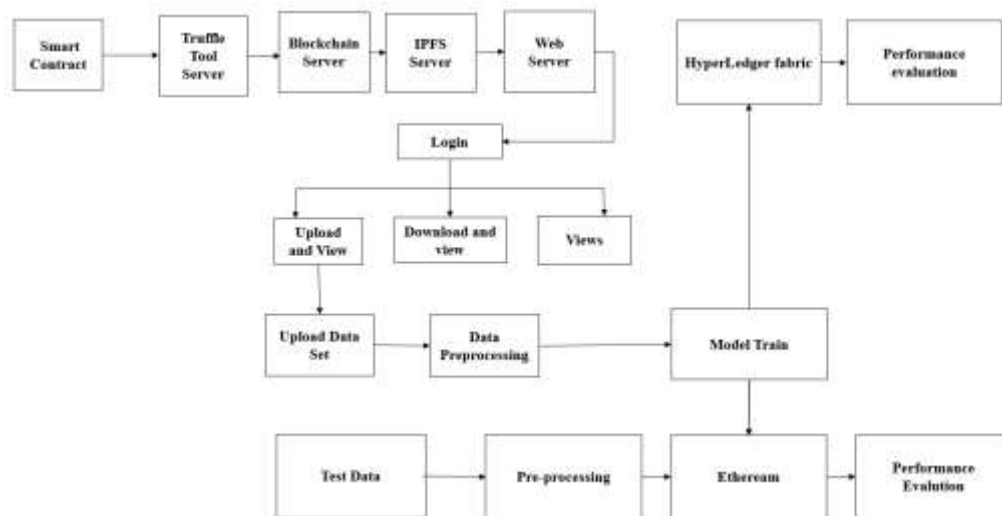 Smart
Contract
Truffle
Tool
Server
Blockchain
Server
IPFS
Server
Web
Server
HyperLedger fabric
Performance
evaluation
Login
Upload
and View
Download and
view
Views
Upload Data
Set
Data
Preprocessing
Model Train
Test Data
Pre-processing
Etheream
Performance
Evalution